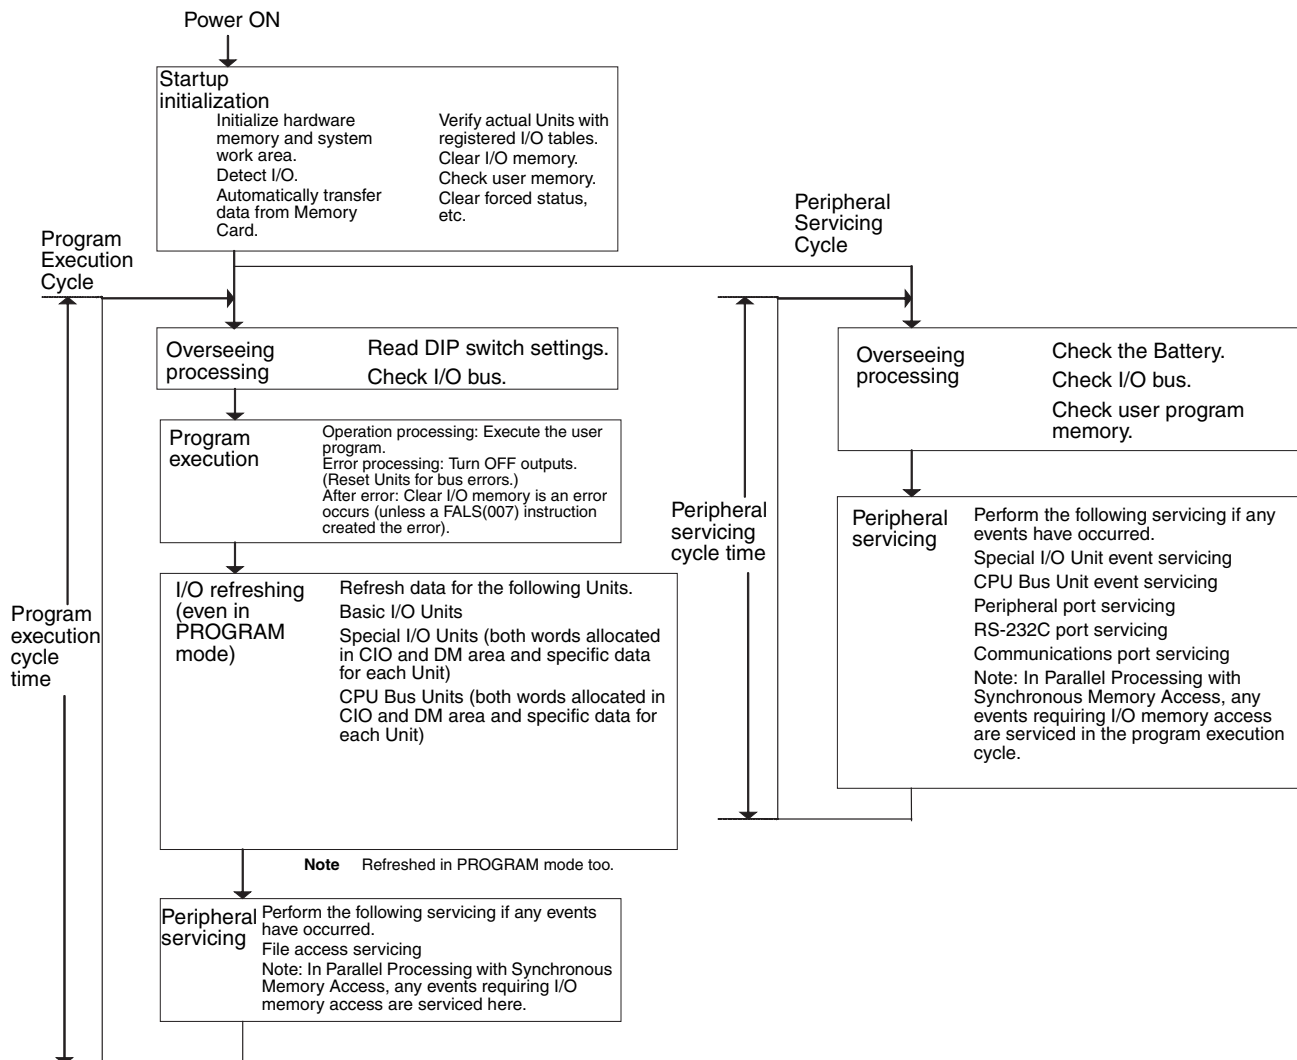 Power ON
Startup
initialization
Initialize hardware
memory and system
work area.
Detect I/O.
Automatically transfer
data from Memory
Card.
Verify actual Units with
registered I/O tables.
Clear I/O memory.
Check user memory.
Clear forced status,
etc.
Program
Execution
Cycle
Peripheral
Servicing
Cycle
Overseeing
processing
Read DIP switch settings.
Check I/O bus.
Program
execution
Operation processing: Execute the user
program.
Error processing: Turn OFF outputs.
(Reset Units for bus errors.)
After error: Clear I/O memory is an error
occurs (unless a FALS(007) instruction
created the error).
I/O refreshing
(even in
PROGRAM
mode)
Refresh data for the following Units.
Basic I/O Units
Special I/O Units (both words allocated
in CIO and DM area and specific data
for each Unit)
CPU Bus Units (both words allocated in
CIO and DM area and specific data for
each Unit)
Program
execution
cycle
time
Note Refreshed in PROGRAM mode too.
Peripheral
servicing
Perform the following servicing if any events
have occurred.
File access servicing
Note: In Parallel Processing with Synchronous
Memory Access, any events requiring I/O
memory access are serviced here.
Overseeing
processing
Check the Battery.
Check I/O bus.
Check user program
memory.
Peripheral
servicing
cycle time
Peripheral
servicing
Perform the following servicing if any
events have occurred.
Special I/O Unit event servicing
CPU Bus Unit event servicing
Peripheral port servicing
RS-232C port servicing
Communications port servicing
Note: In Parallel Processing with
Synchronous Memory Access, any
events requiring I/O memory access
are serviced in the program execution
cycle.